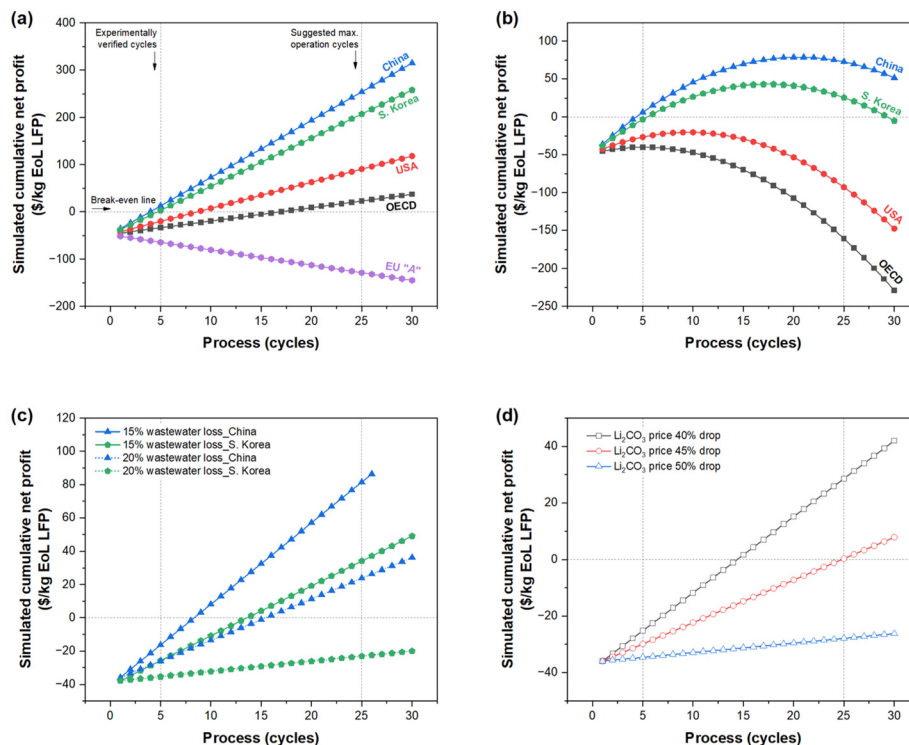 (a)
400
300
200
100
0
−100
−200
Simulated cumulative net profit
($/kg EoL LFP)
Experimentally
verified cycles
Suggested max.
operation cycles
Break-even line
China
S. Korea
USA
OECD
EU "A"
0 5 10 15 20 25 30
Process (cycles)
(b)
100
50
0
−50
−100
−150
−200
−250
Simulated cumulative net profit
($/kg EoL LFP)
China
S. Korea
USA
OECD
0 5 10 15 20 25 30
Process (cycles)
(c)
120
100
80
60
40
20
0
−20
−40
Simulated cumulative net profit
($/kg EoL LFP)
15% wastewater loss_China
15% wastewater loss_S. Korea
20% wastewater loss_China
20% wastewater loss_S. Korea
0 5 10 15 20 25 30
Process (cycles)
(d)
40
20
0
−20
−40
Simulated cumulative net profit
($/kg EoL LFP)
Li₂CO₃ price 40% drop
Li₂CO₃ price 45% drop
Li₂CO₃ price 50% drop
0 5 10 15 20 25 30
Process (cycles)